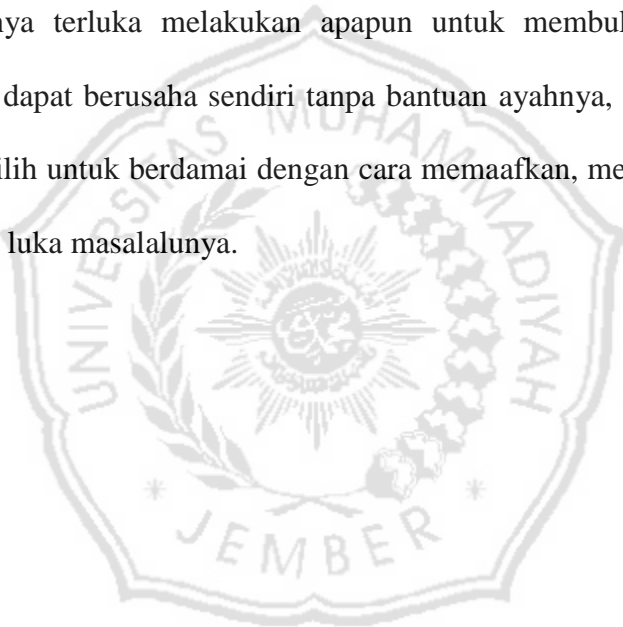 nya terluka melakukan apapun untuk membul
dapat berusaha sendiri tanpa bantuan ayahnya,
ilih untuk berdamai dengan cara memaafkan, me
luka masalalunya.
UNIVERSITAS MUHAMMADIYAH
JEMBER